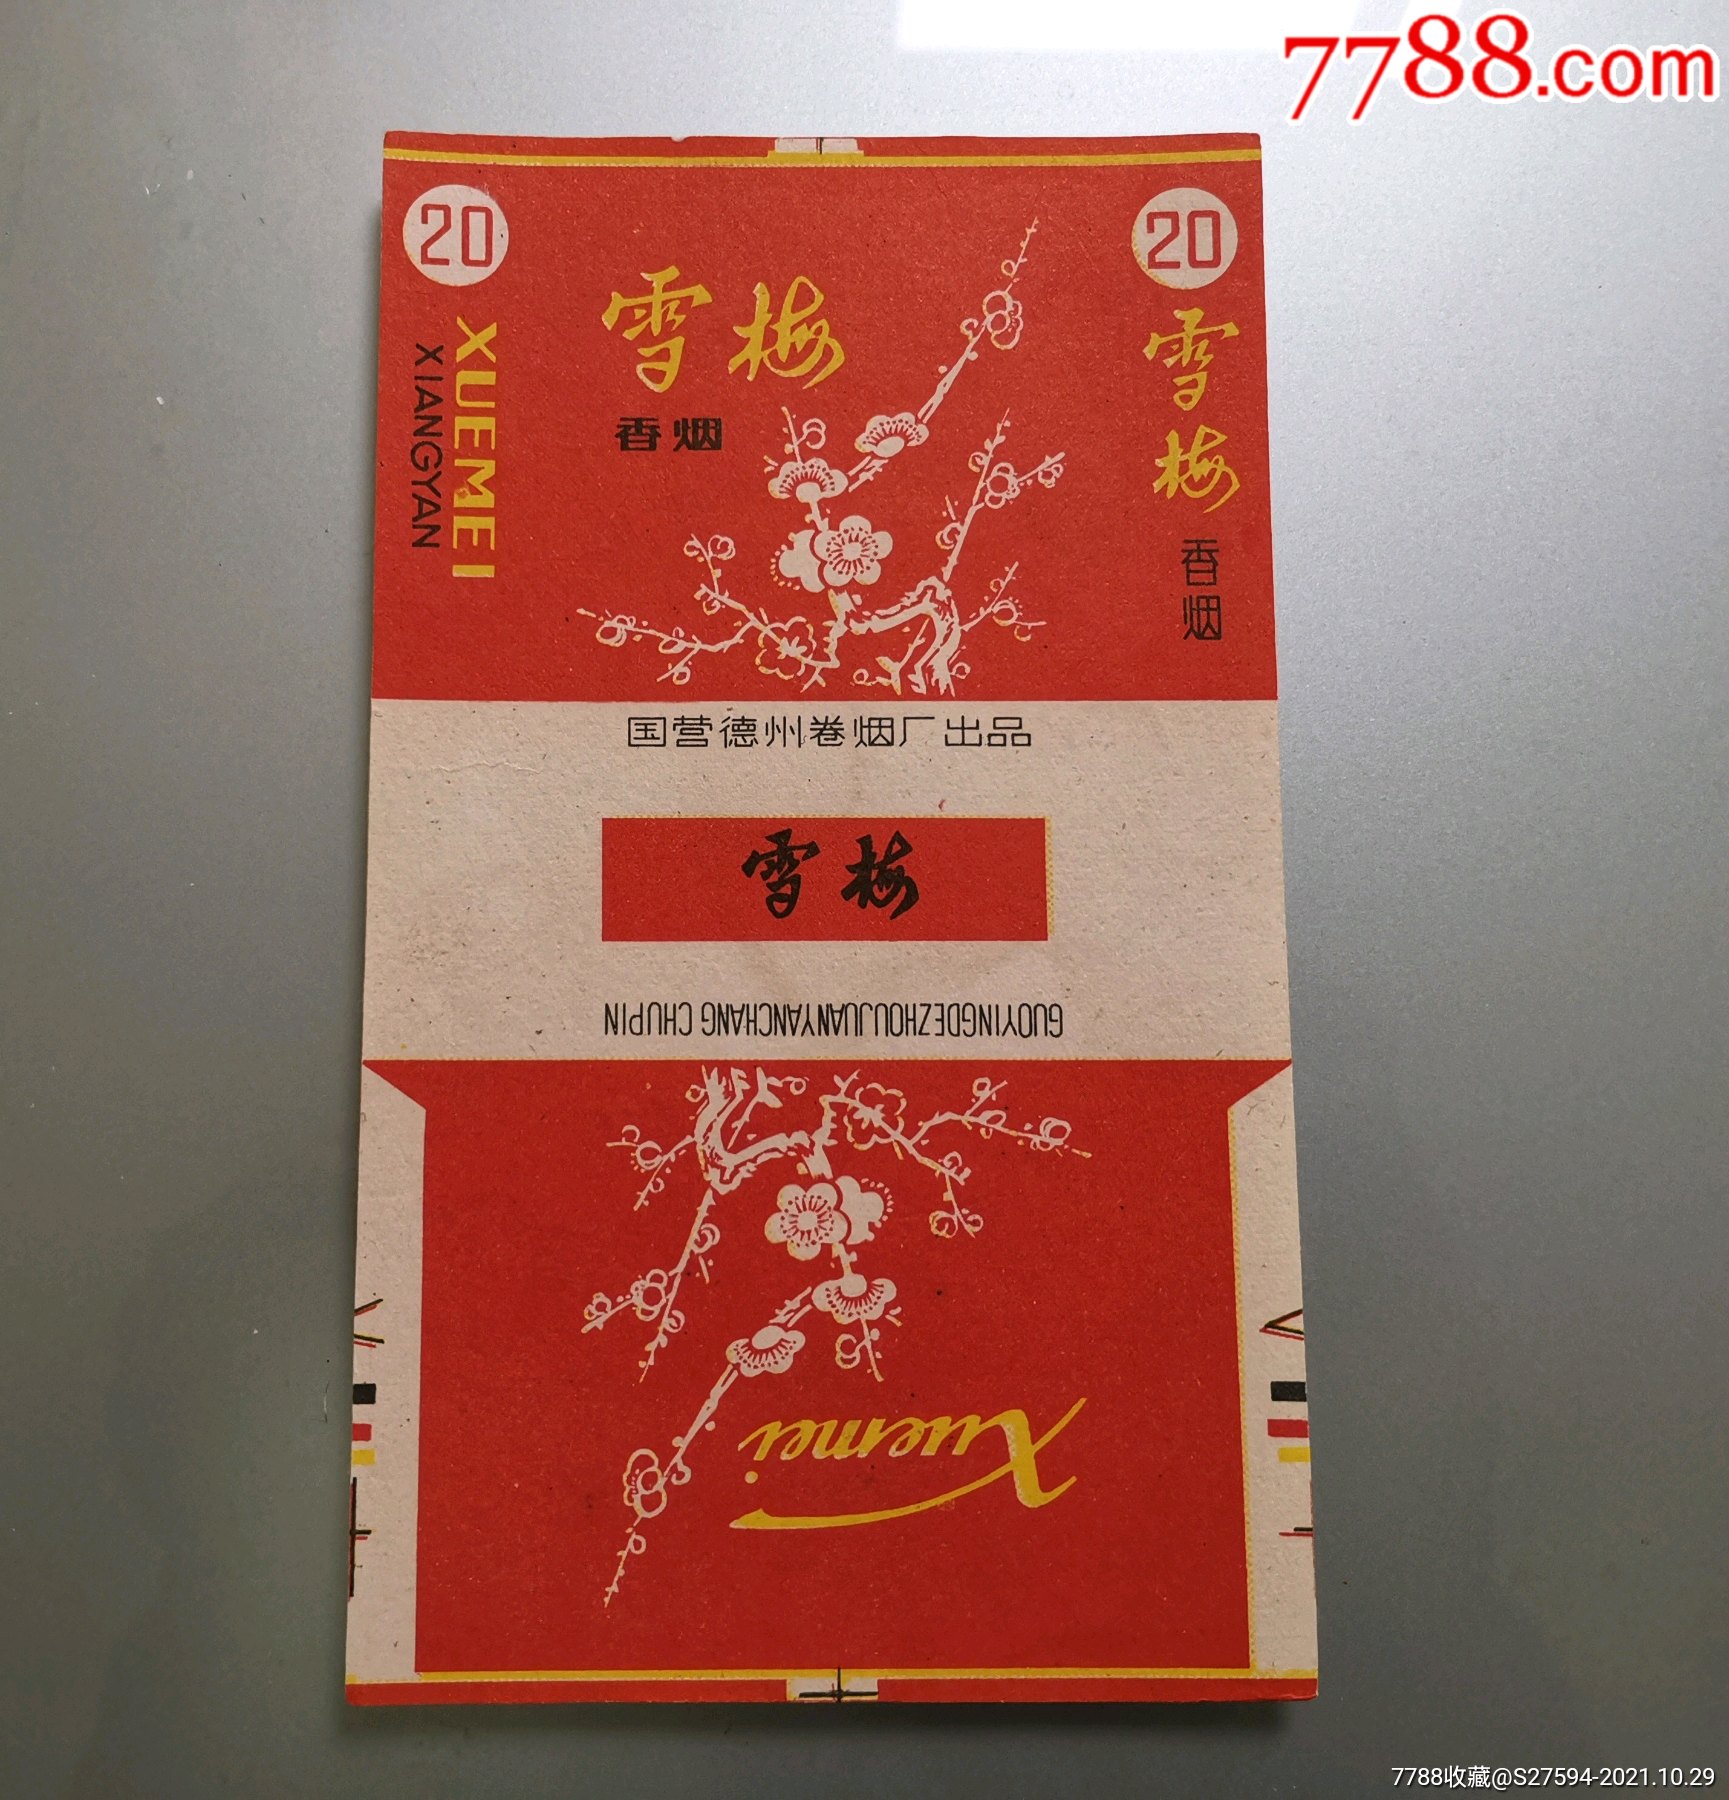 7788.com
20
20
雪梅
香烟
XUEMEI
XIANGYAN
雪梅
香烟
国营德州卷烟厂出品
雪梅
GUOYINGDEZHOUJUANYANCHANG CHUPIN
Xuemei
7788收藏@S27594-2021.10.29